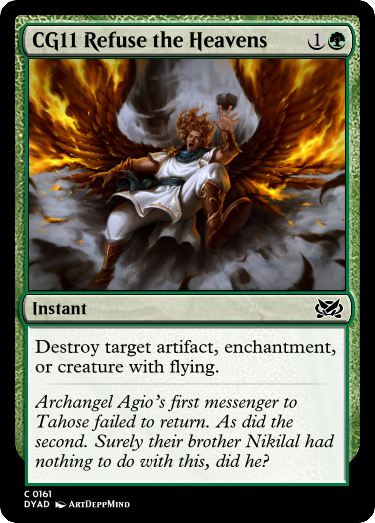 CG11 Refuse the Heavens 1
Instant
Destroy target artifact, enchantment,
or creature with flying.
Archangel Agio's first messenger to
Tahose failed to return. As did the
second. Surely their brother Nikilal had
nothing to do with this, did he?
C 0161
DYAD ArtDeppMind